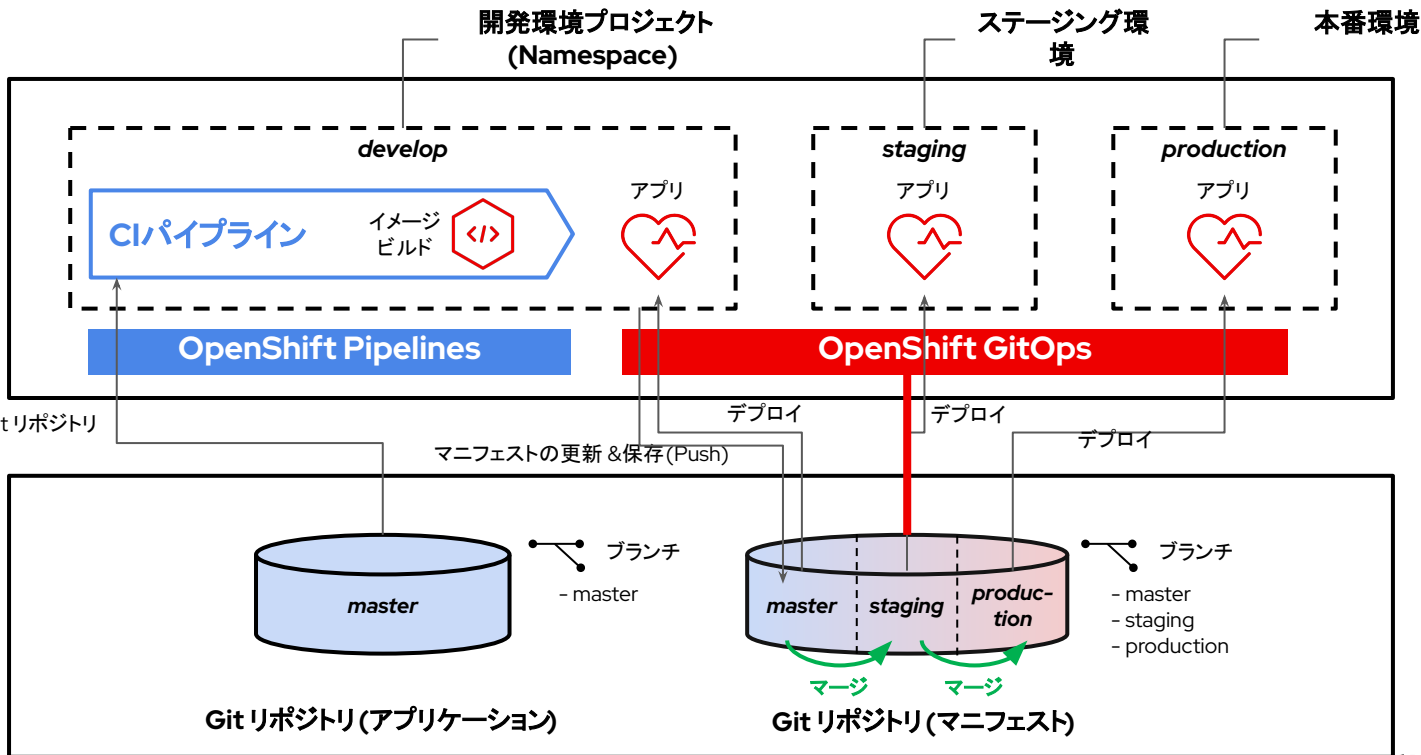 開発環境プロジェクト
(Namespace)
ステージング環
境
本番環境
develop
staging
production
CIパイプライン
イメージ
ビルド
アプリ
アプリ
アプリ
OpenShift Pipelines
OpenShift GitOps
t リポジトリ
デプロイ
デプロイ
デプロイ
マニフェストの更新 &保存(Push)
master
ブランチ
- master
master
staging
produc-
tion
ブランチ
- master
- staging
- production
マージ
マージ
Git リポジトリ(アプリケーション)
Git リポジトリ(マニフェスト)